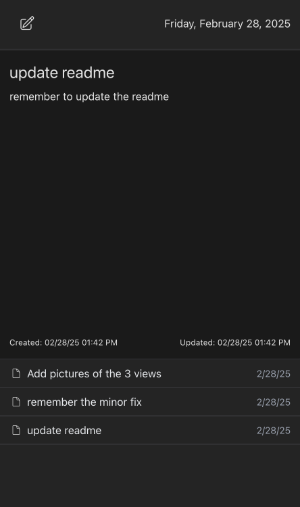 Friday, February 28, 2025
update readme
remember to update the readme
Created: 02/28/25 01:42 PM Updated: 02/28/25 01:42 PM
Add pictures of the 3 views 2/28/25
remember the minor fix 2/28/25
update readme 2/28/25